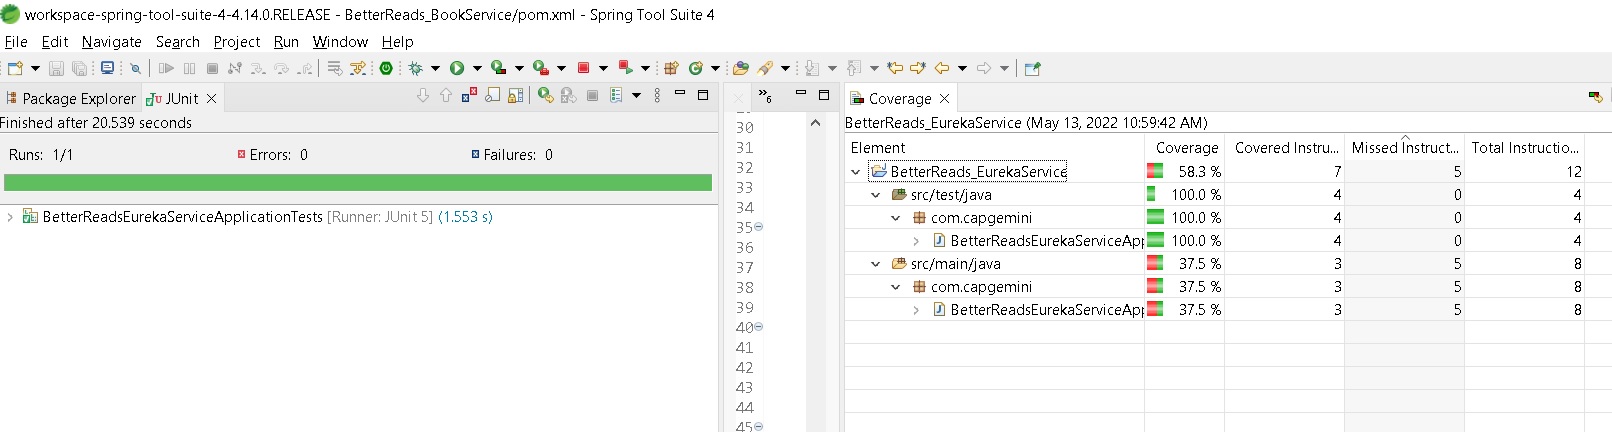 workspace-spring-tool-suite-4-4.14.0.RELEASE - BetterReads_BookService/pom.xml - Spring Tool Suite 4
File Edit Navigate Search Project Run Window Help
Package Explorer JUnit
Finished after 20.539 seconds
Runs: 1/1 Errors: 0 Failures: 0
BetterReadsEurekaServiceApplicationTests [Runner: JUnit 5] (1.553 s)
»6
30
31
32
33
34
35
36
37
38
39
40
41
42
43
44
45
Coverage
BetterReads_EurekaService (May 13, 2022 10:59:42 AM)
Element Coverage Covered Instru... Missed Instruct... Total Instructio...
BetterReads_EurekaService 58.3 % 7 5 12
src/test/java 100.0 % 4 0 4
com.capgemini 100.0 % 4 0 4
BetterReadsEurekaServiceApp 100.0 % 4 0 4
src/main/java 37.5 % 3 5 8
com.capgemini 37.5 % 3 5 8
BetterReadsEurekaServiceApp 37.5 % 3 5 8